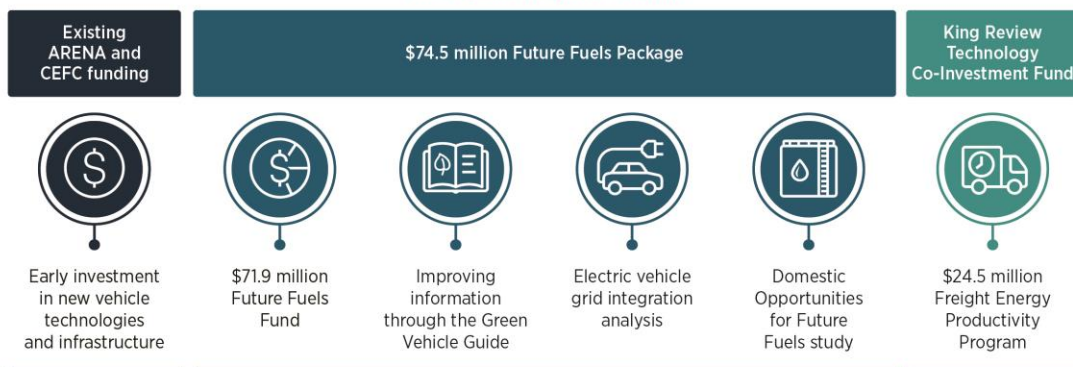 Existing
ARENA and
CEFC funding
$74.5 million Future Fuels Package
King Review
Technology
Co-Investment Fund
Early investment
in new vehicle
technologies
and infrastructure
$71.9 million
Future Fuels
Fund
Improving
information
through the Green
Vehicle Guide
Electric vehicle
grid integration
analysis
Domestic
Opportunities
for Future
Fuels study
$24.5 million
Freight Energy
Productivity
Program